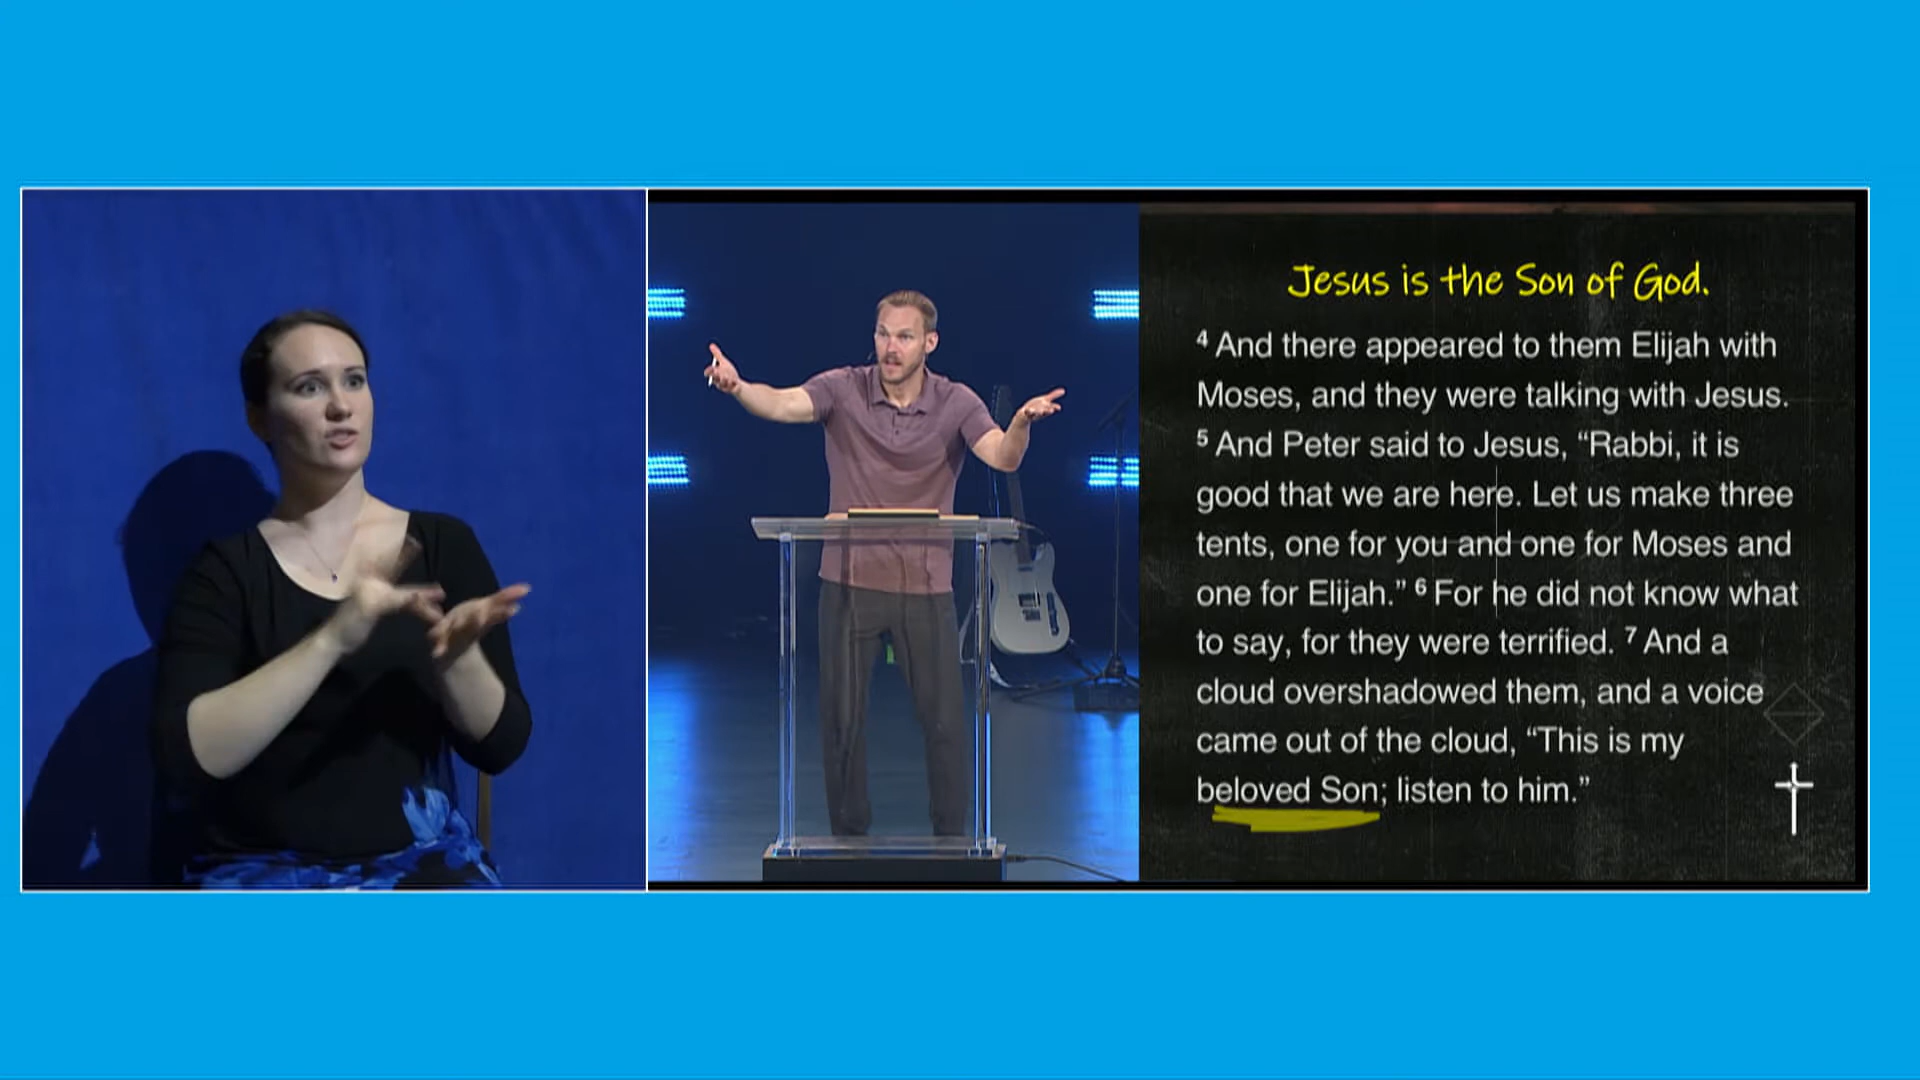 Jesus is the Son of God.
⁴ And there appeared to them Elijah with
Moses, and they were talking with Jesus.
⁵ And Peter said to Jesus, “Rabbi, it is
good that we are here. Let us make three
tents, one for you and one for Moses and
one for Elijah.” ⁶ For he did not know what
to say, for they were terrified. ⁷ And a
cloud overshadowed them, and a voice
came out of the cloud, “This is my
beloved Son; listen to him.”